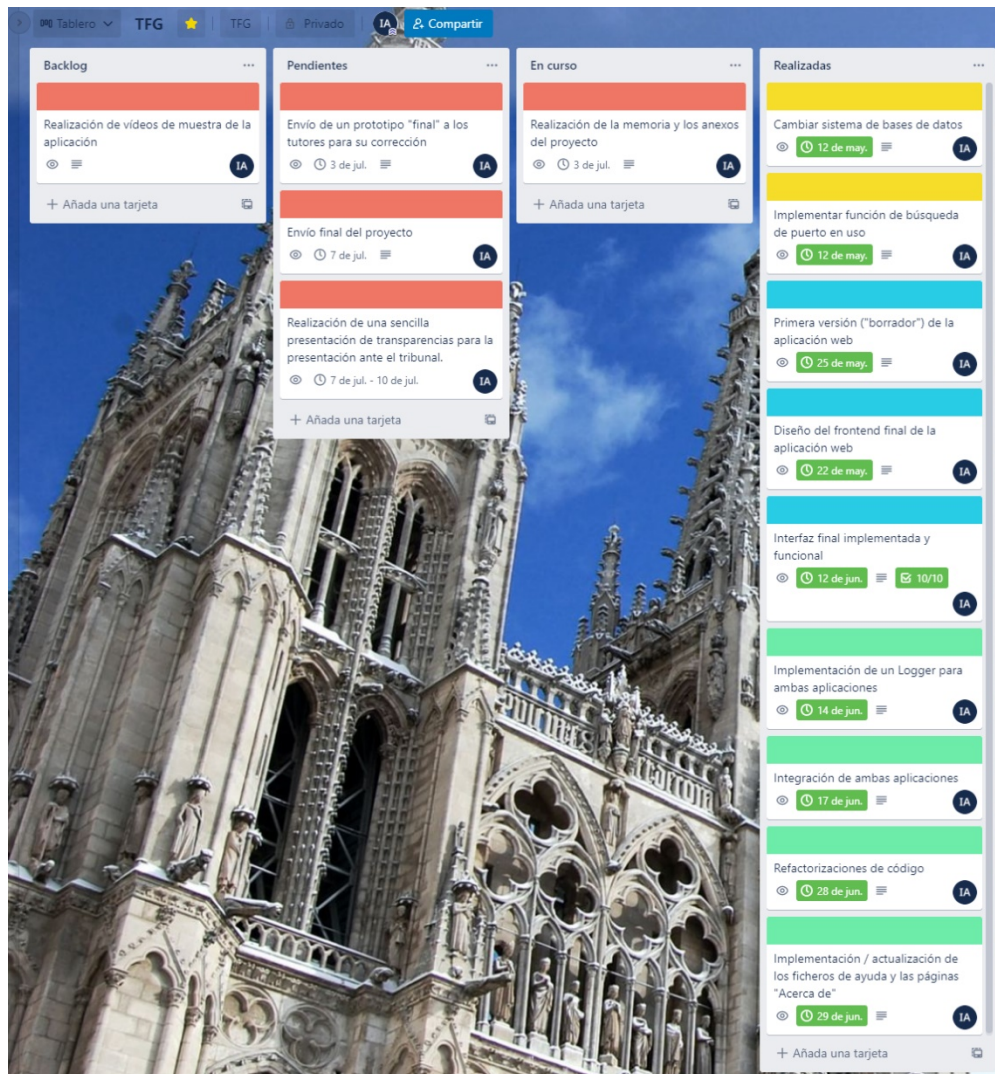 Tablero
TFG
TFG
Privado
IA
Compartir
Backlog
Realización de vídeos de muestra de la
aplicación
IA
+ Añada una tarjeta
Pendientes
Envío de un prototipo "final" a los
tutores para su corrección
3 de jul.
IA
Envío final del proyecto
7 de jul.
IA
Realización de una sencilla
presentación de transparencias para la
presentación ante el tribunal.
7 de jul. - 10 de jul.
IA
+ Añada una tarjeta
En curso
Realización de la memoria y los anexos
del proyecto
3 de jul.
IA
+ Añada una tarjeta
Realizadas
Cambiar sistema de bases de datos
12 de may.
IA
Implementar función de búsqueda
de puerto en uso
12 de may.
IA
Primera versión ("borrador") de la
aplicación web
25 de may.
IA
Diseño del frontend final de la
aplicación web
22 de may.
IA
Interfaz final implementada y
funcional
12 de jun. 10/10
IA
Implementación de un Logger para
ambas aplicaciones
14 de jun.
IA
Integración de ambas aplicaciones
17 de jun.
IA
Refactorizaciones de código
28 de jun.
IA
Implementación / actualización de
los ficheros de ayuda y las páginas
"Acerca de"
29 de jun.
IA
+ Añada una tarjeta